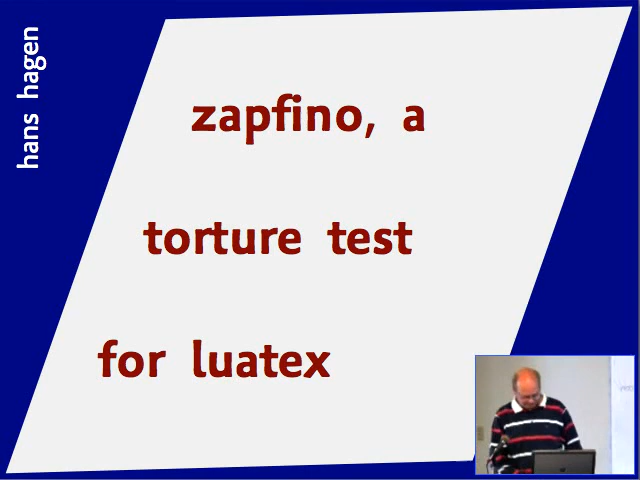 hans hagen
zapfino, a
torture test
for luatex